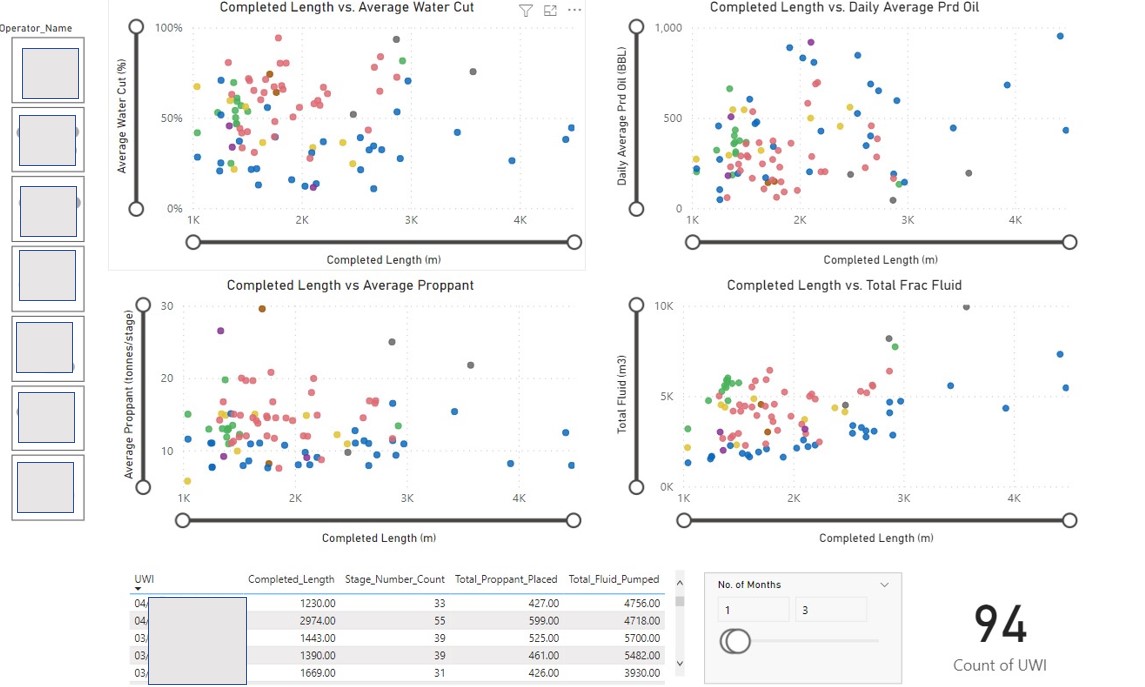 Operator_Name
Completed Length vs. Average Water Cut
100%
50%
0%
Average Water Cut (%)
1K 2K 3K 4K
Completed Length (m)
Completed Length vs. Daily Average Prd Oil
1,000
500
0
Daily Average Prd Oil (BBL)
1K 2K 3K 4K
Completed Length (m)
Completed Length vs Average Proppant
30
20
10
Average Proppant (tonnes/stage)
1K 2K 3K 4K
Completed Length (m)
Completed Length vs. Total Frac Fluid
10K
5K
0K
Total Fluid (m3)
1K 2K 3K 4K
Completed Length (m)
UWI Completed_Length Stage_Number_Count Total_Proppant_Placed Total_Fluid_Pumped
04/ 1230.00 33 427.00 4756.00
04/ 2974.00 55 599.00 4718.00
03/ 1443.00 39 525.00 5700.00
03/ 1390.00 39 461.00 5482.00
03/ 1669.00 31 426.00 3930.00
No. of Months
1 3
94
Count of UWI